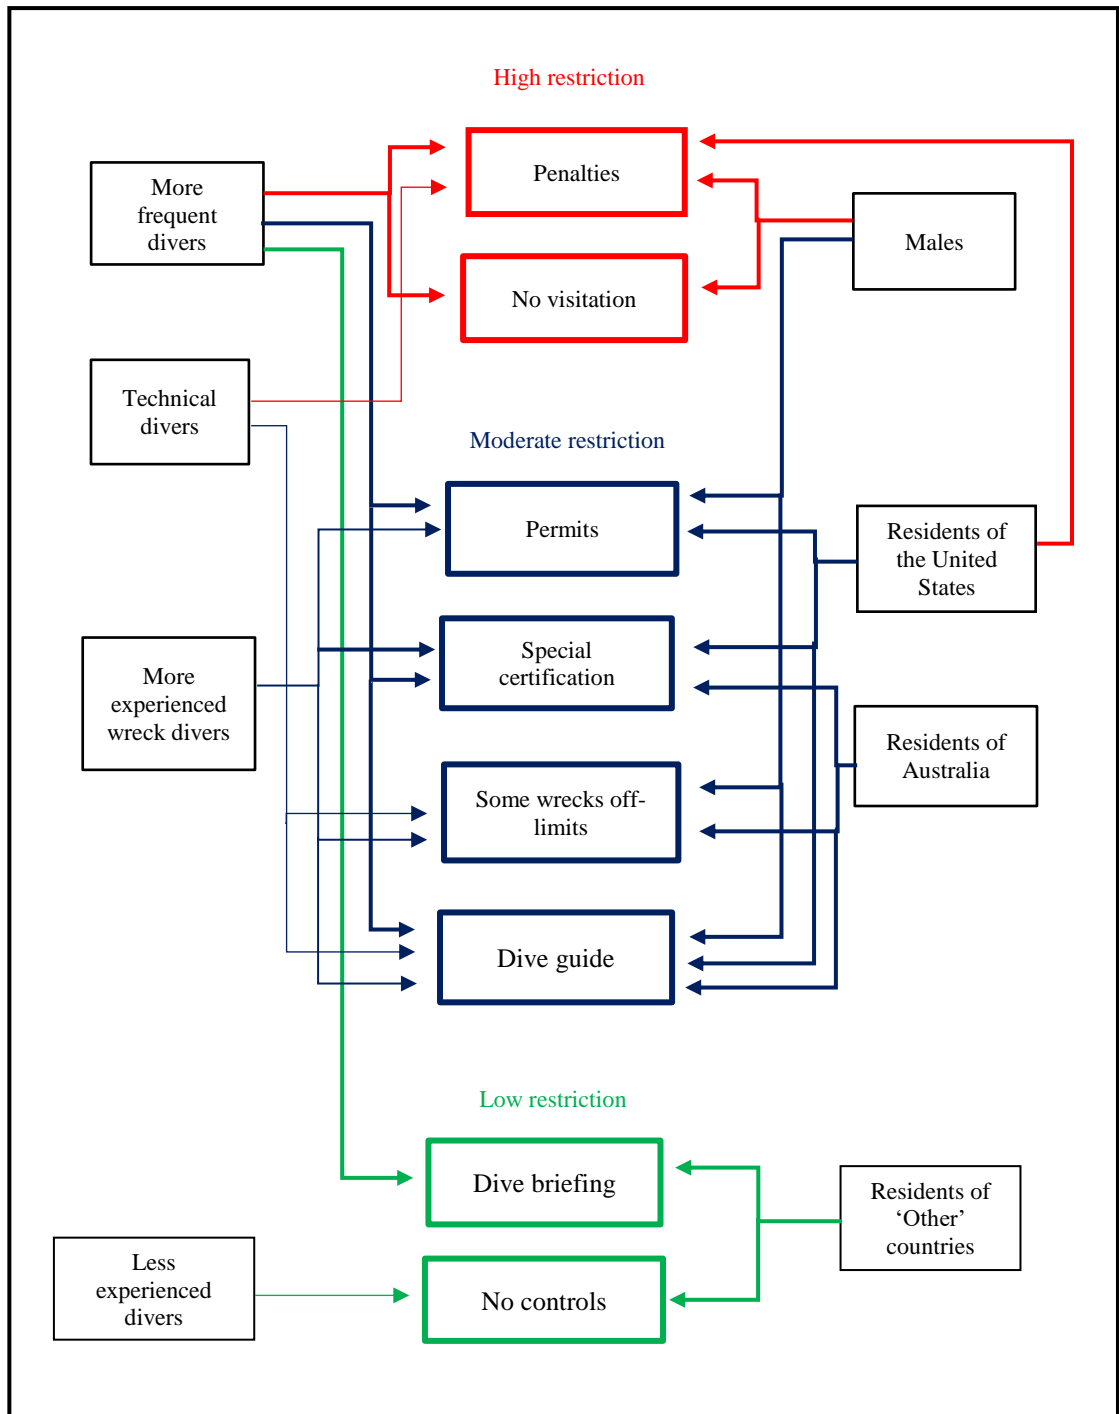 High restriction
Penalties
More
frequent
divers
Males
No visitation
Technical
divers
Moderate restriction
Permits
Residents of
the United
States
Special
certification
More
experienced
wreck divers
Residents of
Australia
Some wrecks off-
limits
Dive guide
Low restriction
Dive briefing
Residents of
‘Other’
countries
Less
experienced
divers
No controls